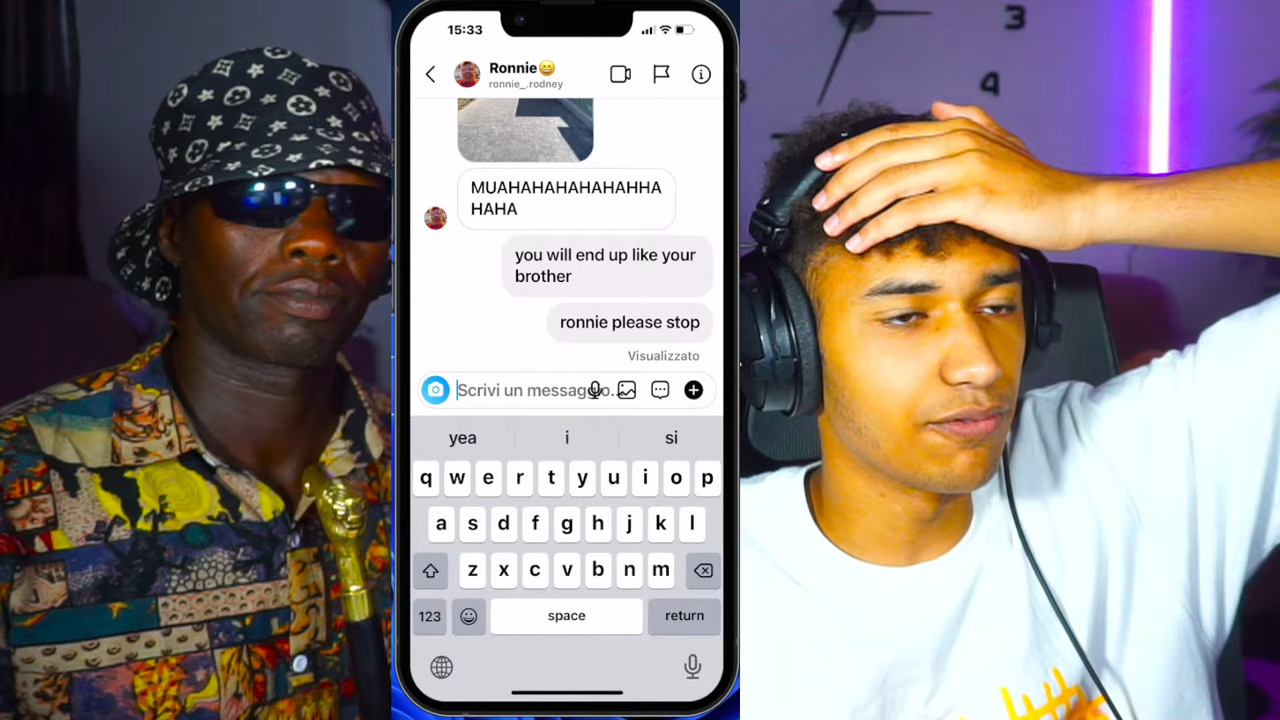 15:33
Ronnie😄
ronnie_.rodney
MUAHAHAHAHAHAHHA
HAHA
you will end up like your
brother
ronnie please stop
Visualizzato
Scrivi un messaggio...
yea i si
q w e r t y u i o p
a s d f g h j k l
z x c v b n m
123 space return
3
4